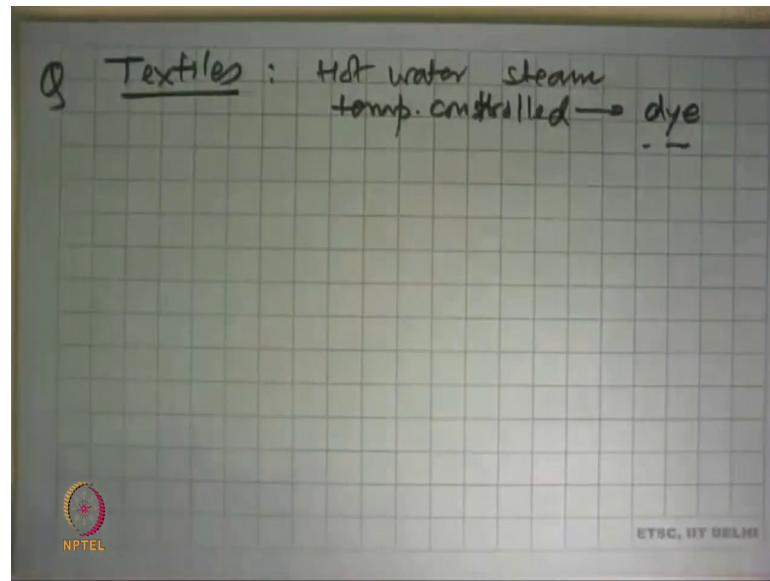 Q Textiles : Hot water steam
temp. controlled → dye
NPTEL
ETSC, IIT DELHI